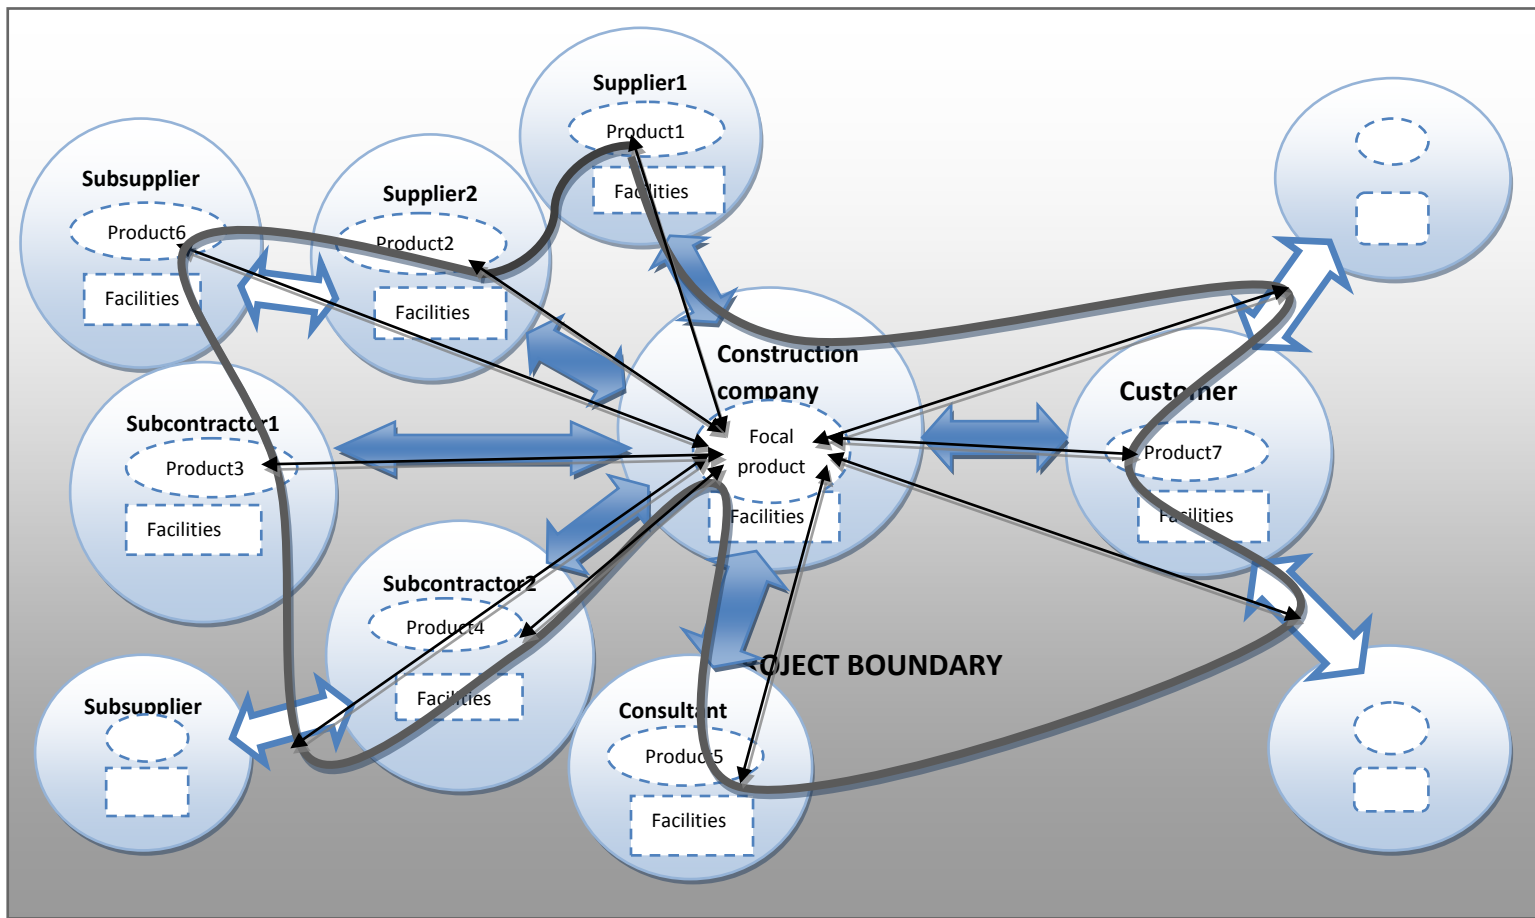 Supplier1
Product1
Facilities
Subsupplier
Product6
Facilities
Supplier2
Product2
Facilities
Construction
company
Focal
product
Facilities
Customer
Product7
Facilities
Subcontractor1
Product3
Facilities
Subcontractor2
Product4
Facilities
Subsupplier
OJECT BOUNDARY
Consultant
Product5
Facilities